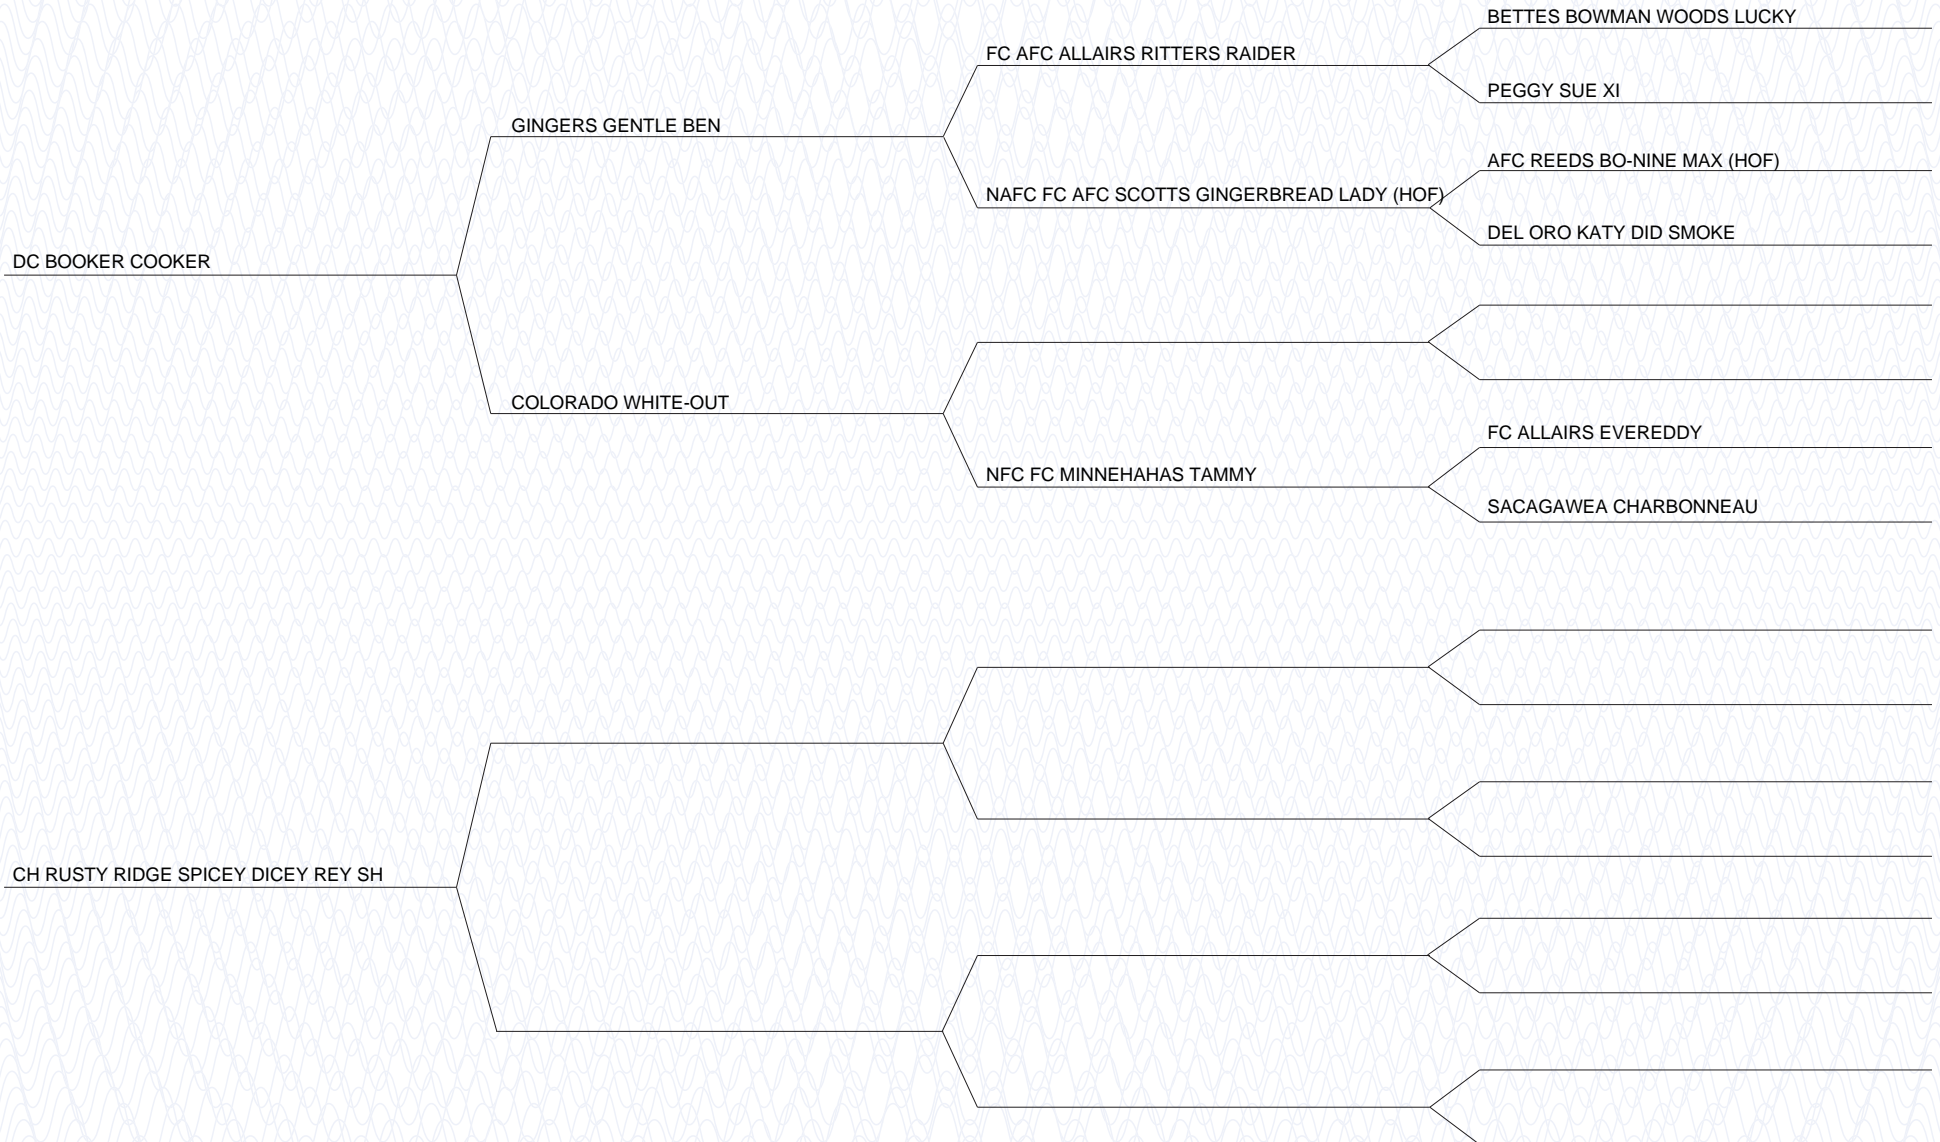 BETTES BOWMAN WOODS LUCKY
FC AFC ALLAIRS RITTERS RAIDER
PEGGY SUE XI
GINGERS GENTLE BEN
AFC REEDS BO-NINE MAX (HOF)
NAFC FC AFC SCOTTS GINGERBREAD LADY (HOF)
DEL ORO KATY DID SMOKE
DC BOOKER COOKER
COLORADO WHITE-OUT
FC ALLAIRS EVEREDDY
NFC FC MINNEHAHAS TAMMY
SACAGAWEA CHARBONNEAU
CH RUSTY RIDGE SPICEY DICEY REY SH